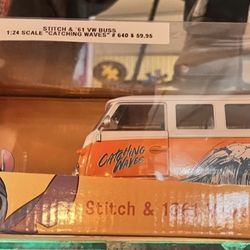 STITCH & '61 VW BUSS
1:24 SCALE "CATCHING WAVES" # 640 $ 59.95
CATCHING
WAVES
Stitch & 196